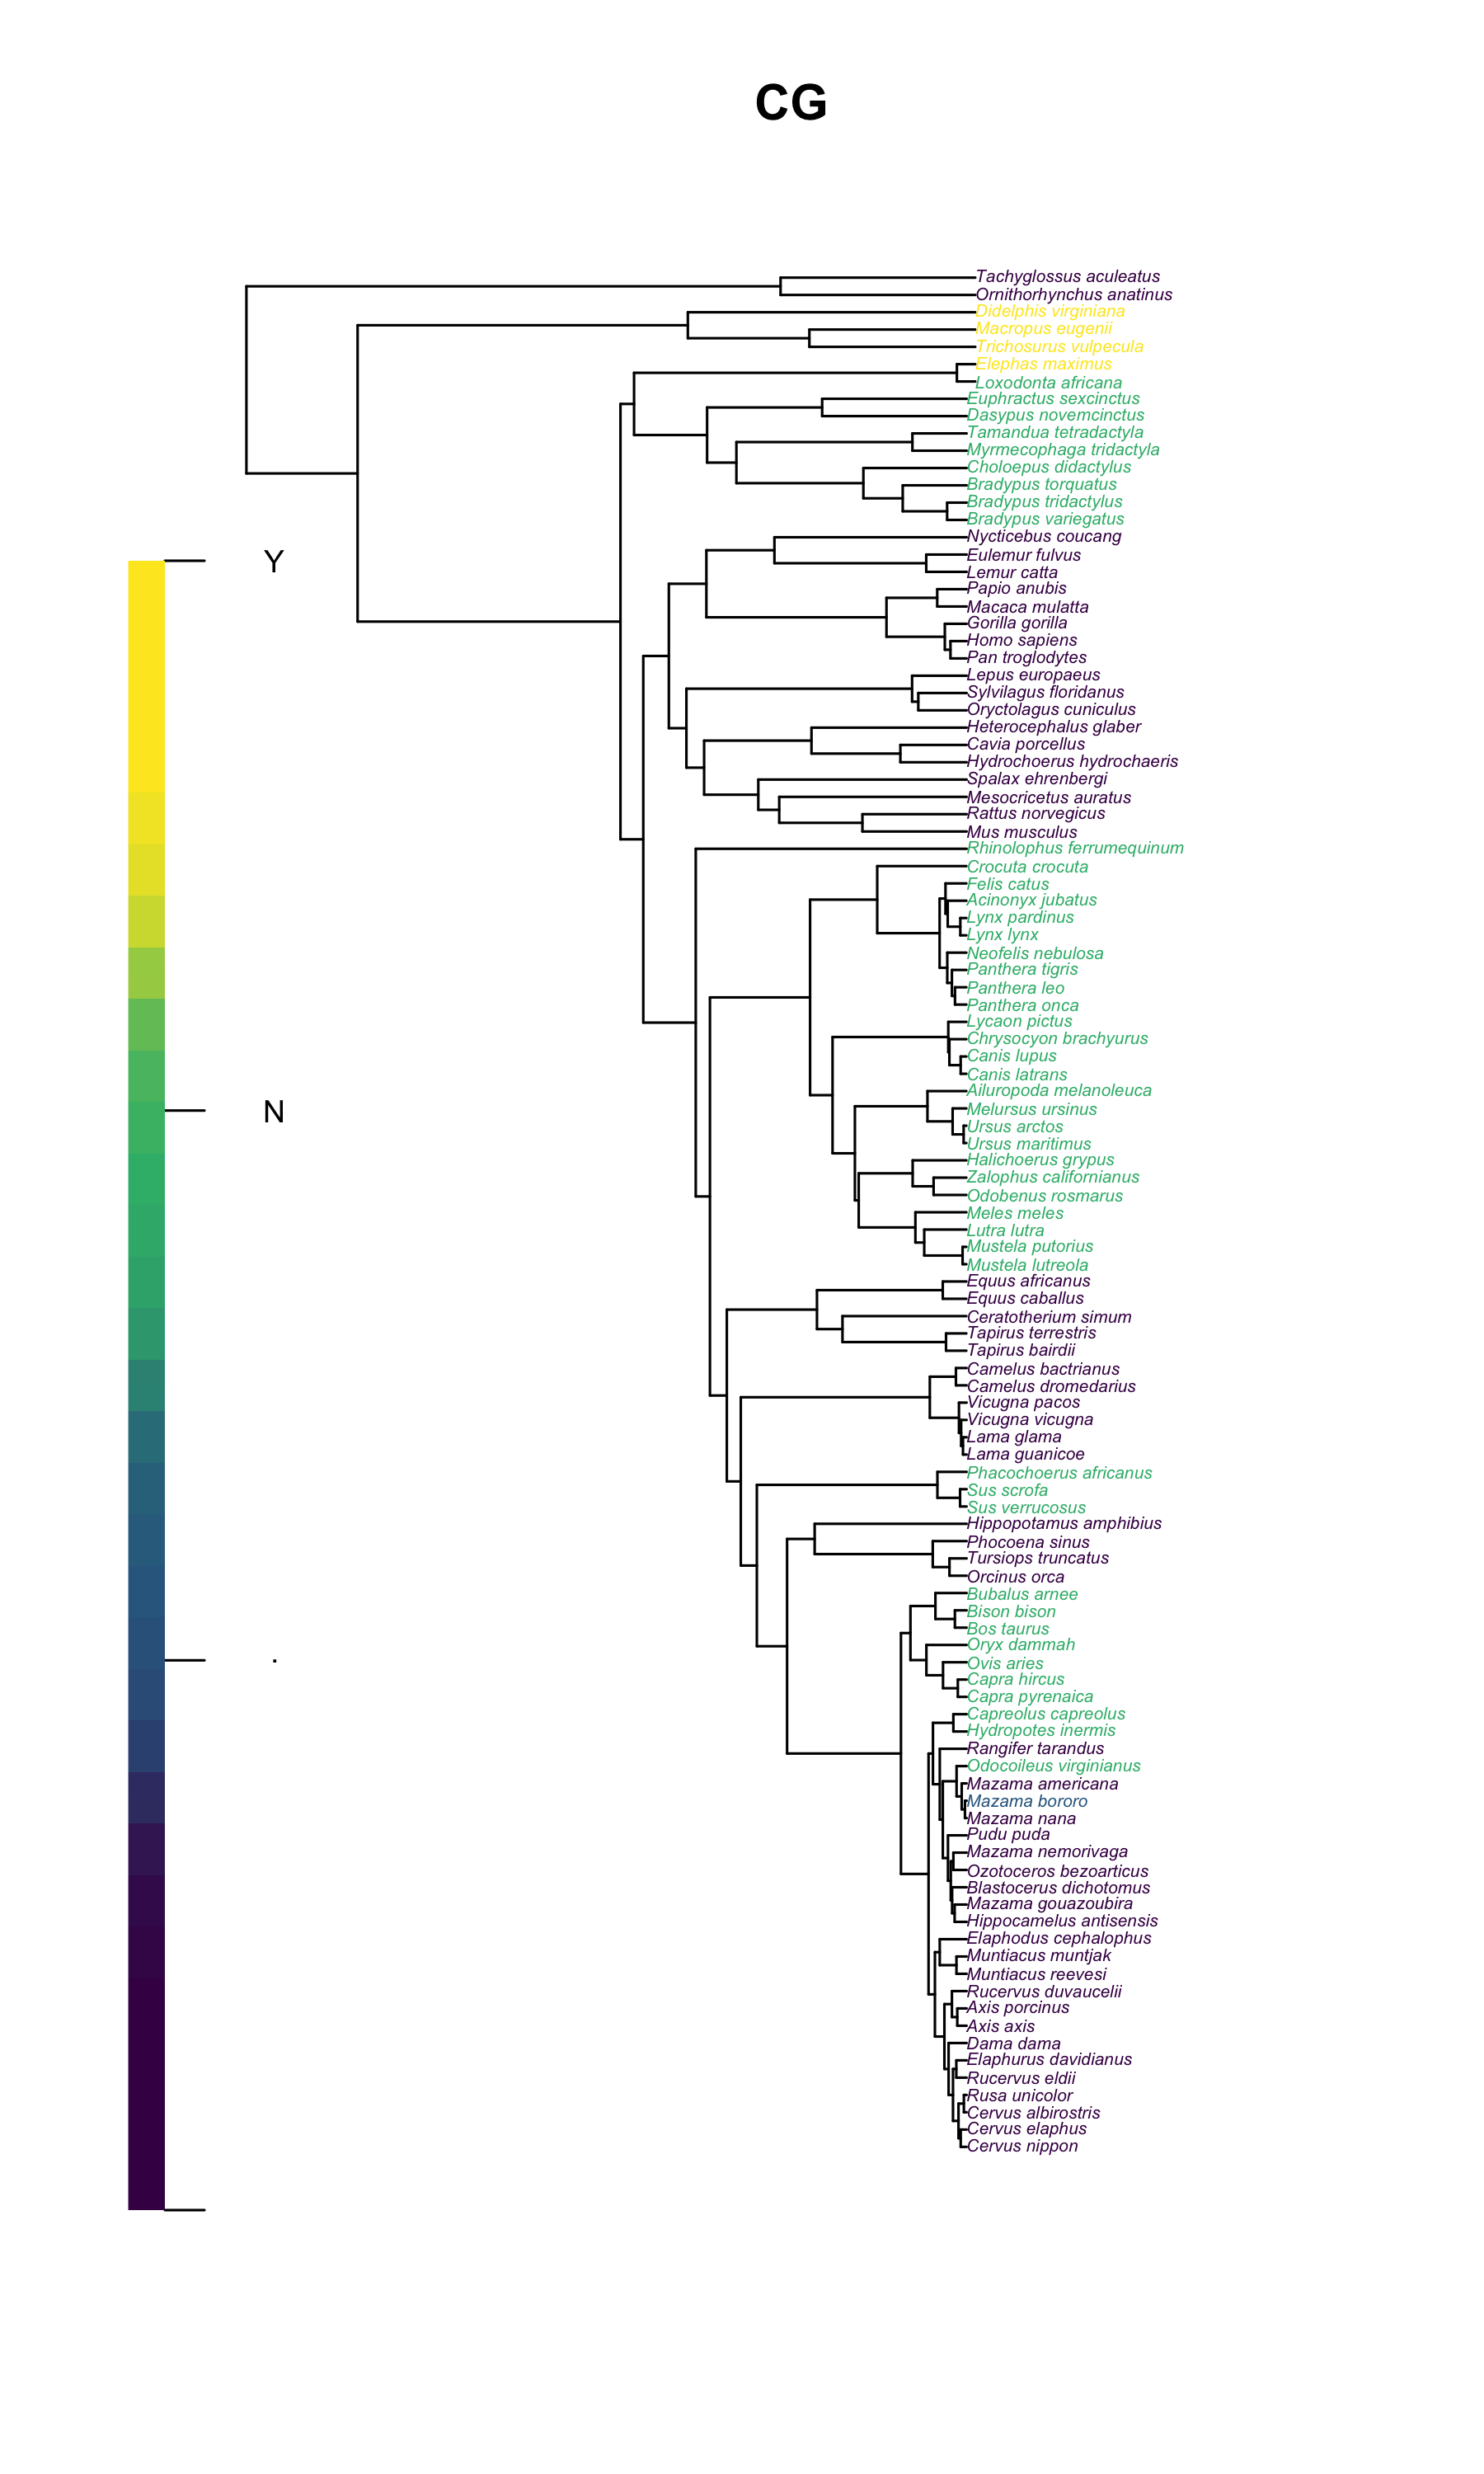 CG
Tachyglossus aculeatus
Ornithorhynchus anatinus
Didelphis virginiana
Macropus eugenii
Trichosurus vulpecula
Elephas maximus
Loxodonta africana
Euphractus sexcinctus
Dasypus novemcinctus
Tamandua tetradactyla
Myrmecophaga tridactyla
Choloepus didactylus
Bradypus torquatus
Bradypus tridactylus
Bradypus variegatus
Nycticebus coucang
Eulemur fulvus
Y
Lemur catta
Papio anubis
Macaca mulatta
Gorilla gorilla
Homo sapiens
Pan troglodytes
Lepus europaeus
Sylvilagus floridanus
Oryctolagus cuniculus
Heterocephalus glaber
Cavia porcellus
Hydrochoerus hydrochaeris
Spalax ehrenbergi
Mesocricetus auratus
Rattus norvegicus
Mus musculus
Rhinolophus ferrumequinum
Crocuta crocuta
Felis catus
Acinonyx jubatus
Lynx pardinus
Lynx lynx
Neofelis nebulosa
Panthera tigris
Panthera leo
Panthera onca
Lycaon pictus
Chrysocyon brachyurus
Canis lupus
Canis latrans
Ailuropoda melanoleuca
Melursus ursinus
N
Ursus arctos
Ursus maritimus
Halichoerus grypus
Zalophus californianus
Odobenus rosmarus
Meles meles
Lutra lutra
Mustela putorius
Mustela lutreola
Equus africanus
Equus caballus
Ceratotherium simum
Tapirus terrestris
Tapirus bairdii
Camelus bactrianus
Camelus dromedarius
Vicugna pacos
Vicugna vicugna
Lama glama
Lama guanicoe
Phacochoerus africanus
Sus scrofa
Sus verrucosus
Hippopotamus amphibius
Phocoena sinus
Tursiops truncatus
Orcinus orca
Bubalus arnee
Bison bison
Bos taurus
Oryx dammah
.
Ovis aries
Capra hircus
Capra pyrenaica
Capreolus capreolus
Hydropotes inermis
Rangifer tarandus
Odocoileus virginianus
Mazama americana
Mazama bororo
Mazama nana
Pudu puda
Mazama nemorivaga
Ozotoceros bezoarticus
Blastocerus dichotomus
Mazama gouazoubira
Hippocamelus antisensis
Elaphodus cephalophus
Muntiacus muntjak
Muntiacus reevesi
Rucervus duvaucelii
Axis porcinus
Axis axis
Dama dama
Elaphurus davidianus
Rucervus eldii
Rusa unicolor
Cervus albirostris
Cervus elaphus
Cervus nippon